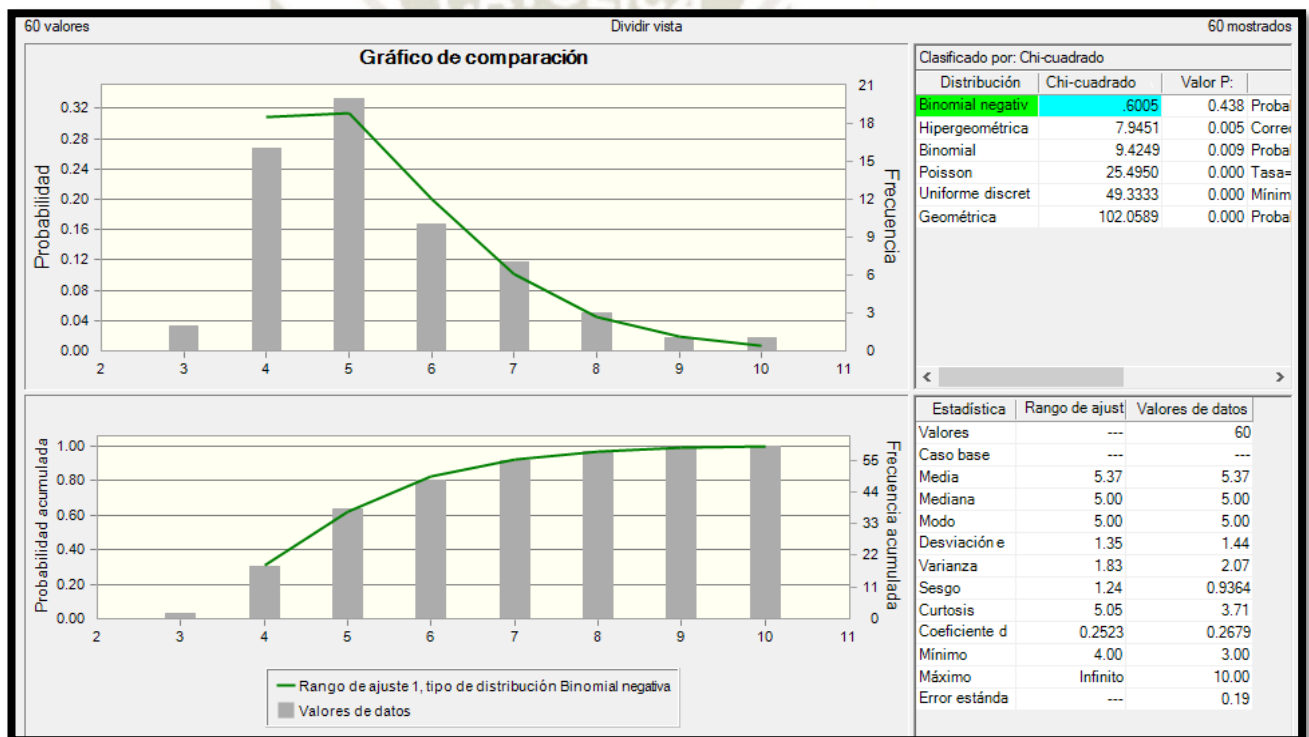 60 valores Dividir vista 60 mostrados
Gráfico de comparación
Probabilidad
0.32
0.28
0.24
0.20
0.16
0.12
0.08
0.04
0.00
21
18
15
12
9
6
3
0
Frecuencia
2 3 4 5 6 7 8 9 10 11
Clasificado por: Chi-cuadrado
Distribución Chi-cuadrado Valor P:
Binomial negativ .6005 0.438 Proba
Hipergeométrica 7.9451 0.005 Corre
Binomial 9.4249 0.009 Proba
Poisson 25.4950 0.000 Tasa=
Uniforme discret 49.3333 0.000 Mínim
Geométrica 102.0589 0.000 Proba
Probabilidad acumulada
1.00
0.80
0.60
0.40
0.20
0.00
55
44
33
22
11
0
Frecuencia acumulada
2 3 4 5 6 7 8 9 10 11
Rango de ajuste 1, tipo de distribución Binomial negativa
Valores de datos
Estadística Rango de ajust Valores de datos
Valores --- 60
Caso base --- ---
Media 5.37 5.37
Mediana 5.00 5.00
Modo 5.00 5.00
Desviación e 1.35 1.44
Varianza 1.83 2.07
Sesgo 1.24 0.9364
Curtosis 5.05 3.71
Coeficiente d 0.2523 0.2679
Mínimo 4.00 3.00
Máximo Infinito 10.00
Error estánda --- 0.19